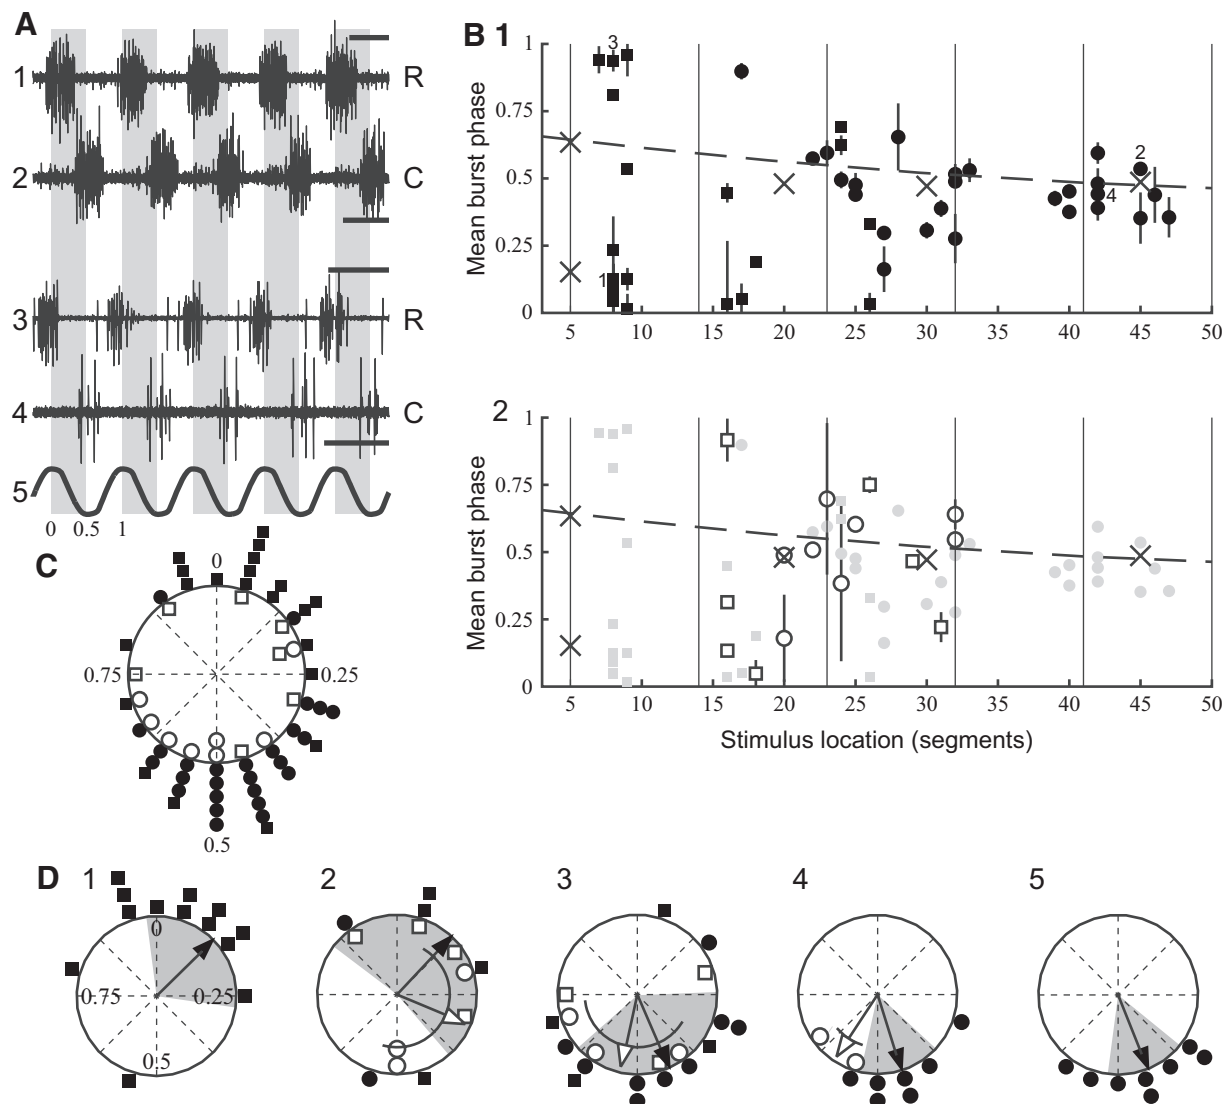 A
1 R
2 C
3 R
4 C
5
0 0.5 1
B 1
Mean burst phase
1
0.75
0.5
0.25
0
5 10 15 20 25 30 35 40 45 50
3
1
2
4
2
Mean burst phase
1
0.75
0.5
0.25
0
5 10 15 20 25 30 35 40 45 50
Stimulus location (segments)
C
0
0.75 0.25
0.5
D 1 2 3 4 5
0
0.75 0.25
0.5